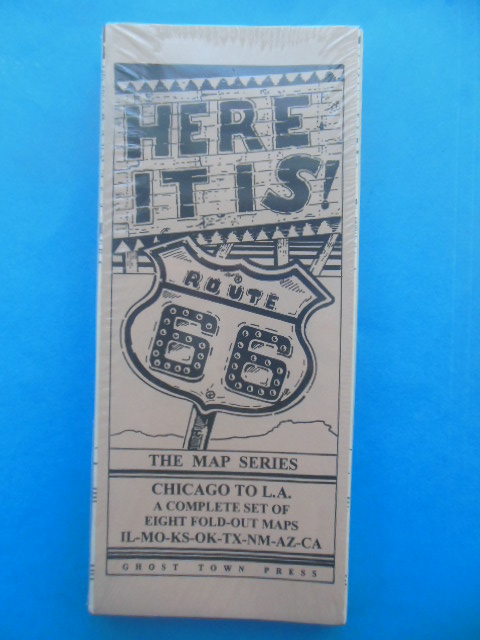 HERE
IT IS!
ROUTE
66
THE MAP SERIES
CHICAGO TO L.A.
A COMPLETE SET OF
EIGHT FOLD-OUT MAPS
IL-MO-KS-OK-TX-NM-AZ-CA
GHOST TOWN PRESS